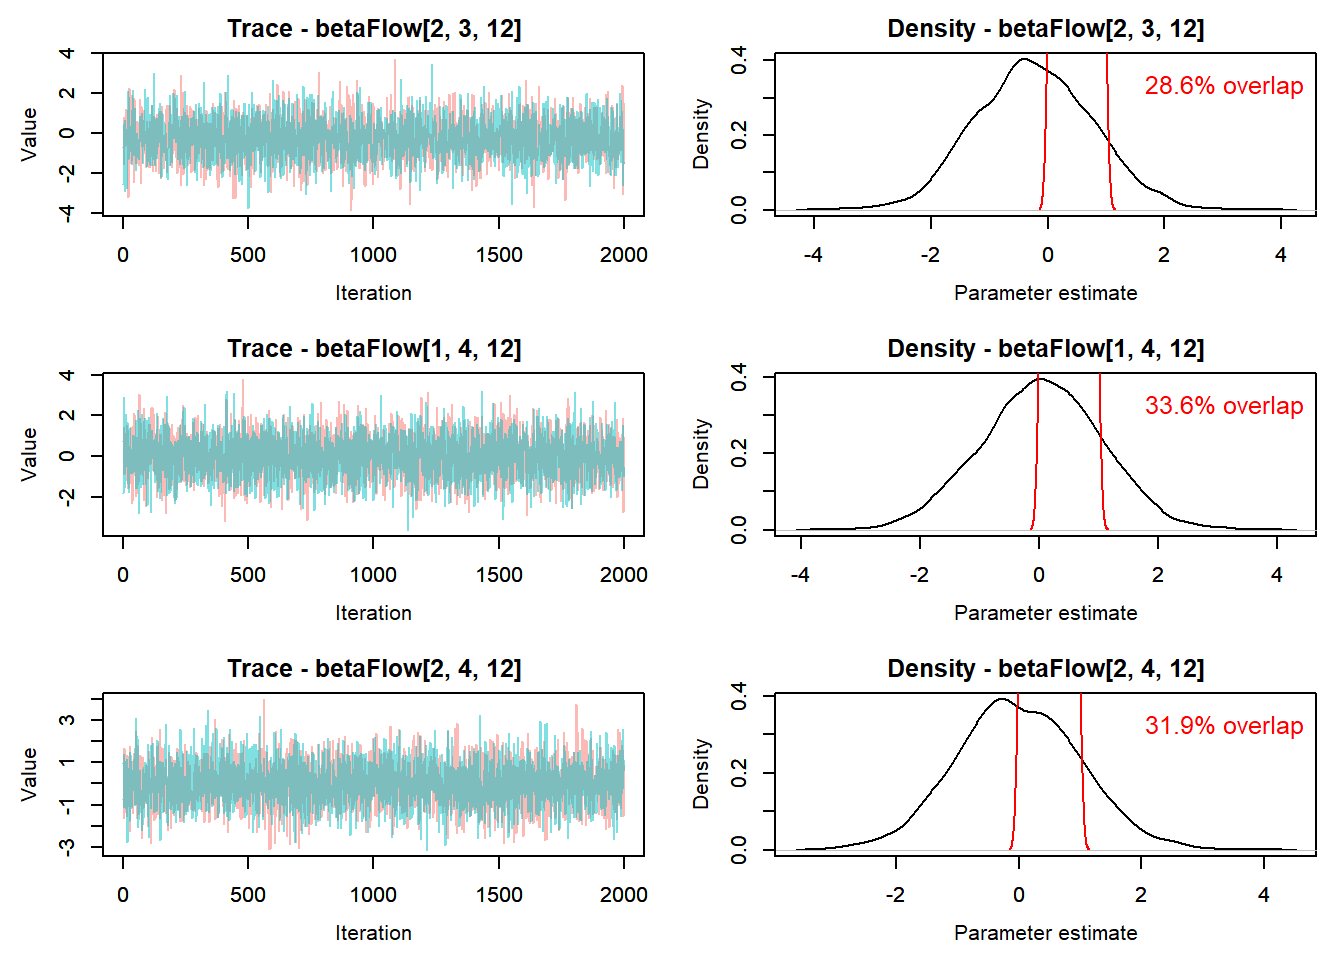 Trace - betaFlow[2, 3, 12]
Value
4
2
0
-2
-4
0 500 1000 1500 2000
Iteration
Density - betaFlow[2, 3, 12]
28.6% overlap
Density
0.4
0.2
0.0
-4 -2 0 2 4
Parameter estimate
Trace - betaFlow[1, 4, 12]
Value
4
2
0
-2
0 500 1000 1500 2000
Iteration
Density - betaFlow[1, 4, 12]
33.6% overlap
Density
0.4
0.2
0.0
-4 -2 0 2 4
Parameter estimate
Trace - betaFlow[2, 4, 12]
Value
3
1
-1
-3
0 500 1000 1500 2000
Iteration
Density - betaFlow[2, 4, 12]
31.9% overlap
Density
0.4
0.2
0.0
-2 0 2 4
Parameter estimate